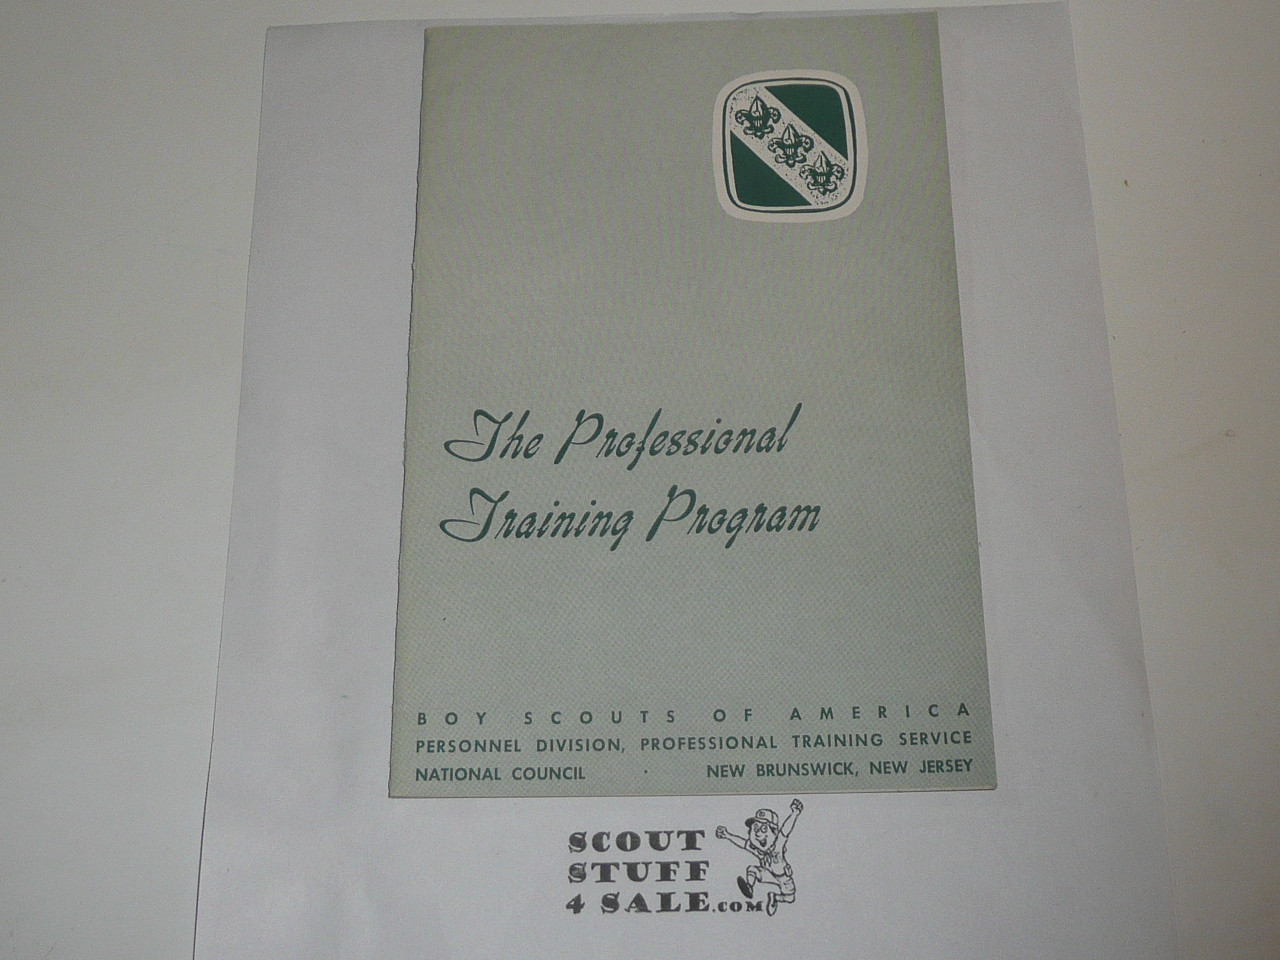 The Professional
Training Program
BOY SCOUTS OF AMERICA
PERSONNEL DIVISION, PROFESSIONAL TRAINING SERVICE
NATIONAL COUNCIL · NEW BRUNSWICK, NEW JERSEY
SCOUT
STUFF
4 SALE.COM